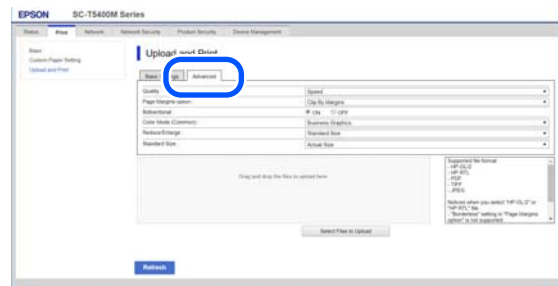 EPSON SC-T5400M Series
Status Print Network Network Security Product Security Device Management
Basic
Custom Paper Setting
Upload and Print
Upload and Print
Advanced
Quality : Speed
Page Margins option : Clip By Margins
Bidirectional : ON OFF
Color Mode (Common) : Business Graphics
Reduce/Enlarge : Standard Size
Standard Size : Actual Size
Drag and drop the files to upload here
Supported file format
- HP-GL/2
- HP RTL
- PDF
- TIFF
- JPEG
Notices when you select "HP-GL/2" or
"HP RTL" file
- "Borderless" setting in "Page Margins
option" is not supported
Select Files to Upload
Refresh